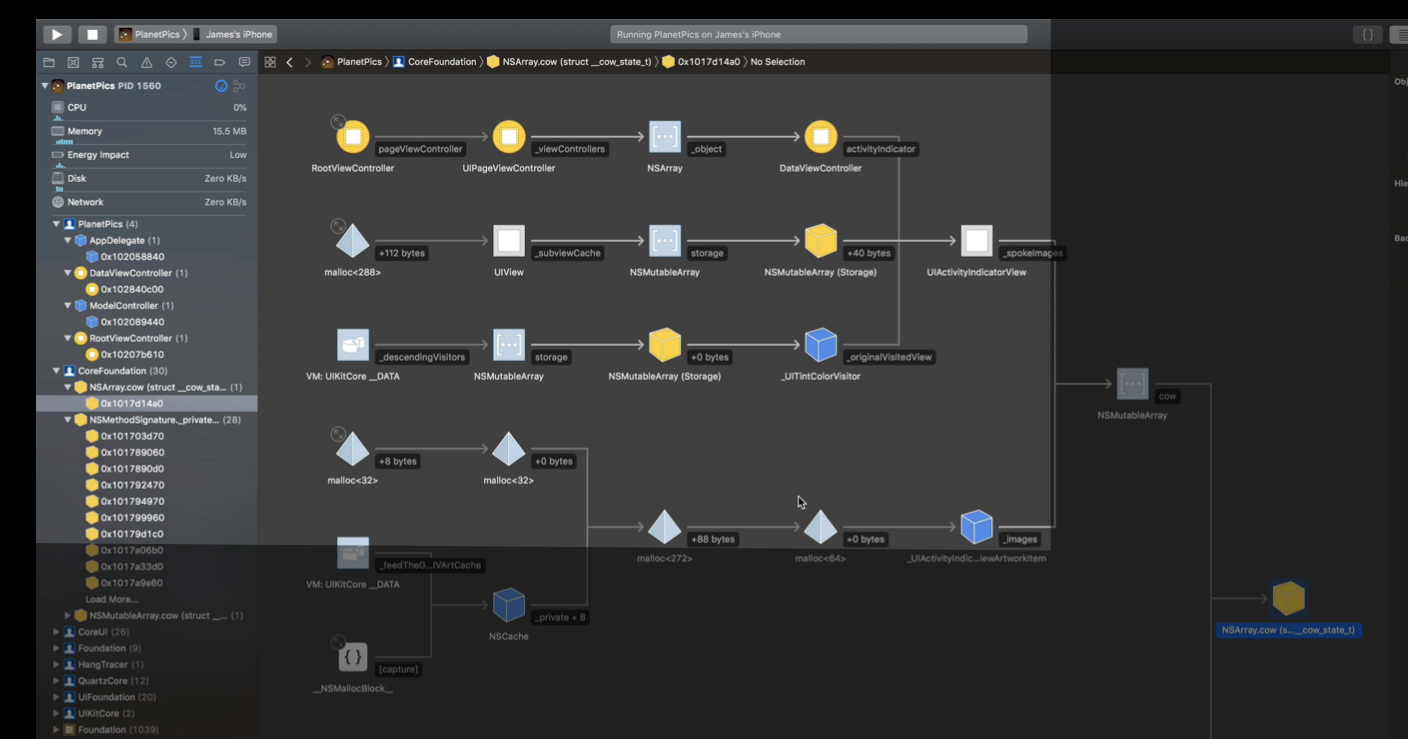 PlanetPics 〉 James's iPhone
Running PlanetPics on James's iPhone
{ }
PlanetPics 〉 CoreFoundation 〉 NSArray.cow (struct __cow_state_t) 〉 0x1017d14a0 〉 No Selection
PlanetPics PID 1560
CPU 0%
Memory 15.5 MB
Energy Impact Low
Disk Zero KB/s
Network Zero KB/s
PlanetPics (4)
AppDelegate (1)
0x102058840
DataViewController (1)
0x102840c00
ModelController (1)
0x102089440
RootViewController (1)
0x10207b610
CoreFoundation (30)
NSArray.cow (struct __cow_sta... (1)
0x1017d14a0
NSMethodSignature._private... (28)
0x101703d70
0x101789060
0x1017890d0
0x101792470
0x101794970
0x101799960
0x10179d1c0
0x1017a06b0
0x1017a33d0
0x1017a9e60
Load More...
NSMutableArray.cow (struct __... (1)
CoreUI (26)
Foundation (9)
HangTracer (1)
QuartzCore (12)
UIFoundation (20)
UIKitCore (2)
Foundation (1039)
pageViewController
_viewControllers
_object
activityIndicator
RootViewController
UIPageViewController
NSArray
DataViewController
+112 bytes
_subviewCache
storage
+40 bytes
_spokeImages
malloc<288>
UIView
NSMutableArray
NSMutableArray (Storage)
UIActivityIndicatorView
_descendingVisitors
storage
+0 bytes
_originalVisitedView
VM: UIKitCore __DATA
NSMutableArray
NSMutableArray (Storage)
_UITintColorVisitor
cow
NSMutableArray
+8 bytes
+0 bytes
malloc<32>
malloc<32>
+88 bytes
+0 bytes
_images
malloc<272>
malloc<64>
_UIActivityIndic...iewArtworkItem
_feedTheG...IVArtCache
VM: UIKitCore __DATA
_private + 8
NSCache
NSArray.cow (s...__cow_state_t)
{ }
[capture]
__NSMallocBlock__
Obj
Hie
Bac